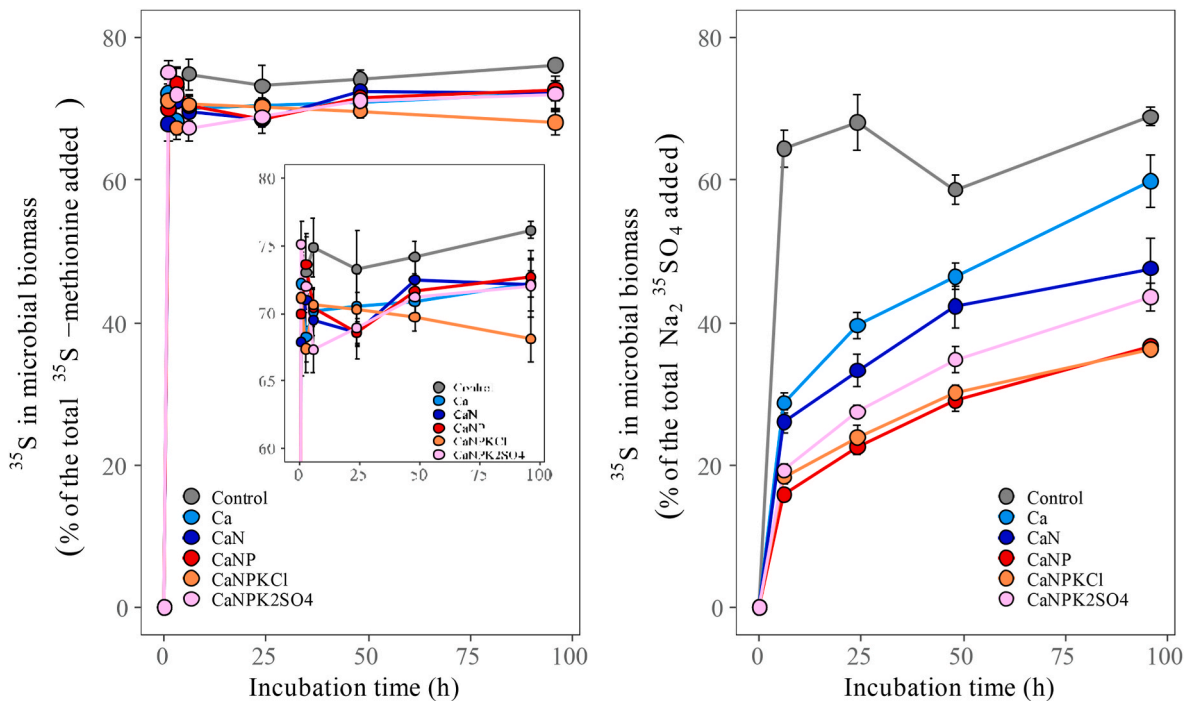 ³⁵S in microbial biomass
(% of the total ³⁵S −methionine added)
80
60
40
20
0
0
25
50
75
100
Incubation time (h)
Control
Ca
CaN
CaNP
CaNPKCl
CaNPK2SO4
80
75
70
65
60
0
25
50
75
100
Control
Ca
CaN
CaNP
CaNPKCl
CaNPK2SO4
³⁵S in microbial biomass
(% of the total Na₂ ³⁵SO₄ added)
80
60
40
20
0
0
25
50
75
100
Incubation time (h)
Control
Ca
CaN
CaNP
CaNPKCl
CaNPK2SO4